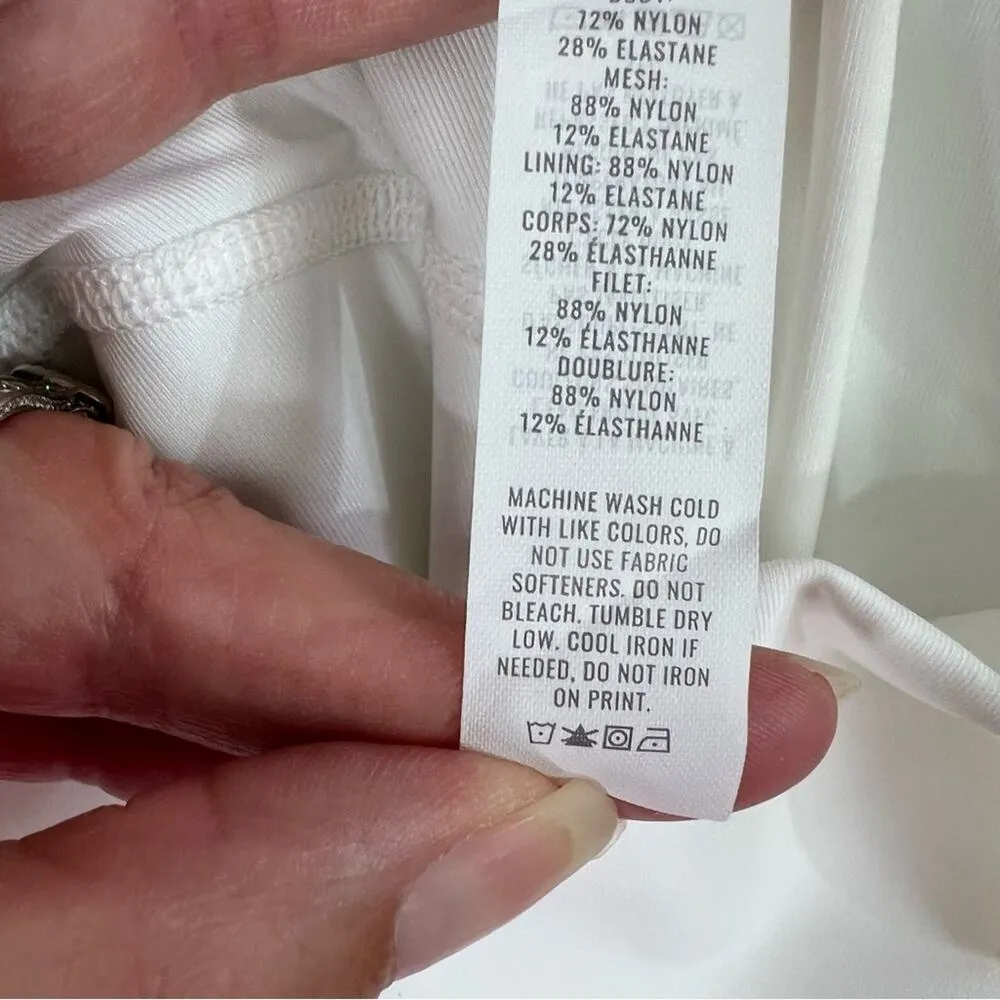 72% NYLON
28% ELASTANE
MESH:
88% NYLON
12% ELASTANE
LINING: 88% NYLON
12% ELASTANE
CORPS: 72% NYLON
28% ÉLASTHANNE
FILET:
88% NYLON
12% ÉLASTHANNE
DOUBLURE:
88% NYLON
12% ÉLASTHANNE
MACHINE WASH COLD
WITH LIKE COLORS, DO
NOT USE FABRIC
SOFTENERS. DO NOT
BLEACH. TUMBLE DRY
LOW. COOL IRON IF
NEEDED, DO NOT IRON
ON PRINT.